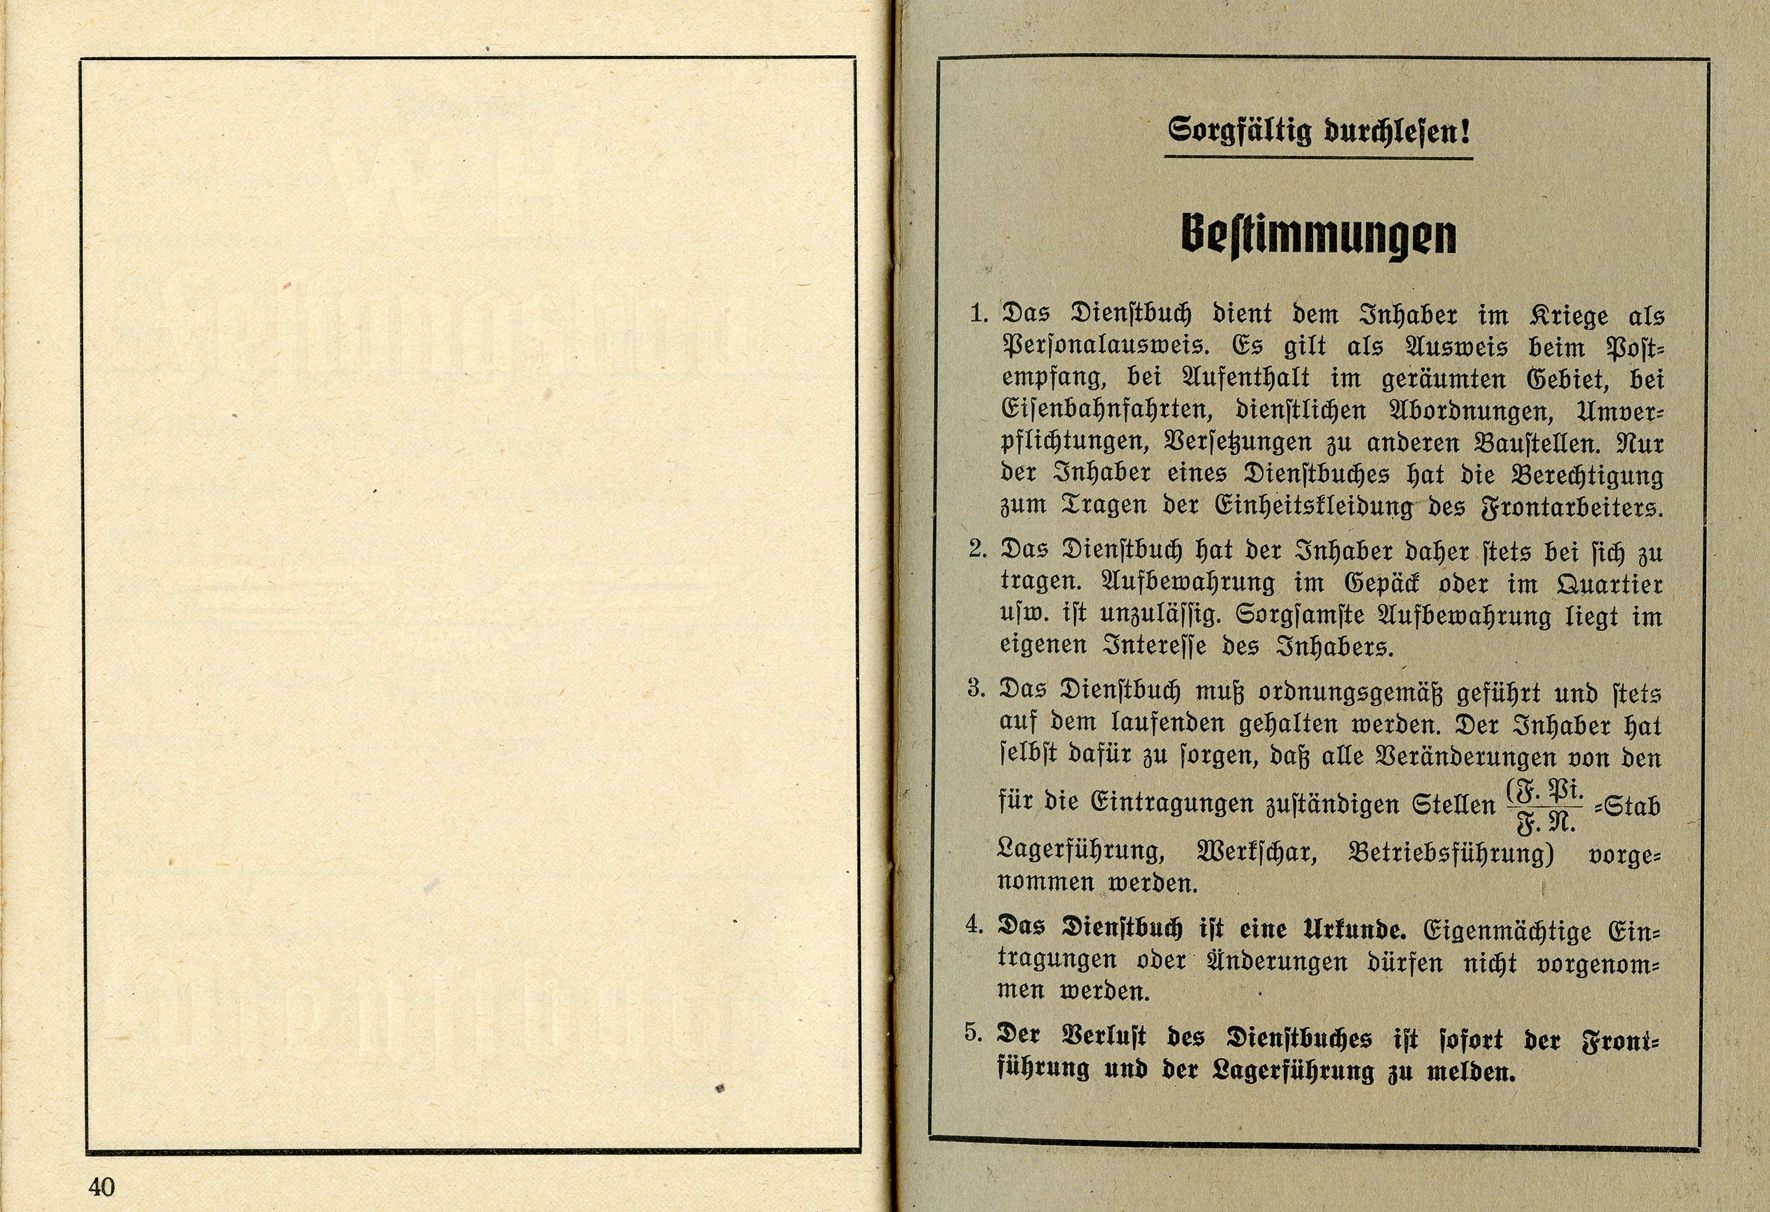 40
Sorgfältig durchlesen!
Bestimmungen
1. Das Dienstbuch dient dem Inhaber im Kriege als
Personalausweis. Es gilt als Ausweis beim Post-
empfang, bei Aufenthalt im geräumten Gebiet, bei
Eisenbahnfahrten, dienstlichen Abordnungen, Umver-
pflichtungen, Versetzungen zu anderen Baustellen. Nur
der Inhaber eines Dienstbuches hat die Berechtigung
zum Tragen der Einheitskleidung des Frontarbeiters.
2. Das Dienstbuch hat der Inhaber daher stets bei sich zu
tragen. Aufbewahrung im Gepäck oder im Quartier
usw. ist unzulässig. Sorgsamste Aufbewahrung liegt im
eigenen Interesse des Inhabers.
3. Das Dienstbuch muß ordnungsgemäß geführt und stets
auf dem laufenden gehalten werden. Der Inhaber hat
selbst dafür zu sorgen, daß alle Veränderungen von den
für die Eintragungen zuständigen Stellen (F. Pi. / F. N. -Stab
Lagerführung, Werkschar, Betriebsführung) vorge-
nommen werden.
4. Das Dienstbuch ist eine Urkunde. Eigenmächtige Ein-
tragungen oder Änderungen dürfen nicht vorgenom-
men werden.
5. Der Verlust des Dienstbuches ist sofort der Front-
führung und der Lagerführung zu melden.